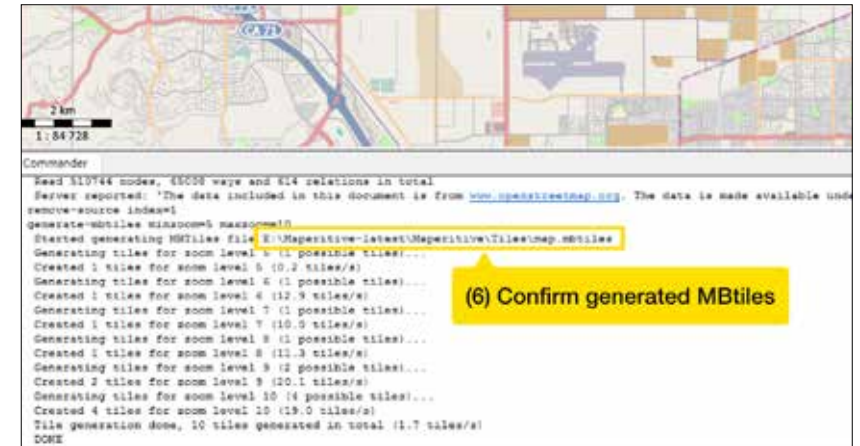 CA 71
2 km
1 : 84 728
Commander
Read 510744 nodes, 65008 ways and 614 relations in total
Server reported: 'The data included in this document is from www.openstreetmap.org. The data is made available unde
remove-source index=1
generate-mbtiles minzoom=5 maxzoom=10
Started generating MBTiles file E:\Maperitive-latest\Maperitive\Tiles\map.mbtiles
Generating tiles for zoom level 5 (1 possible tiles)...
Created 1 tiles for zoom level 5 (0.2 tiles/s)
Generating tiles for zoom level 6 (1 possible tiles)...
Created 1 tiles for zoom level 6 (12.9 tiles/s)
Generating tiles for zoom level 7 (1 possible tiles)...
Created 1 tiles for zoom level 7 (10.0 tiles/s)
Generating tiles for zoom level 8 (1 possible tiles)...
Created 1 tiles for zoom level 8 (11.3 tiles/s)
Generating tiles for zoom level 9 (2 possible tiles)...
Created 2 tiles for zoom level 9 (20.1 tiles/s)
Generating tiles for zoom level 10 (4 possible tiles)...
Created 4 tiles for zoom level 10 (19.0 tiles/s)
Tile generation done, 10 tiles generated in total (1.7 tiles/s)
DONE
(6) Confirm generated MBtiles